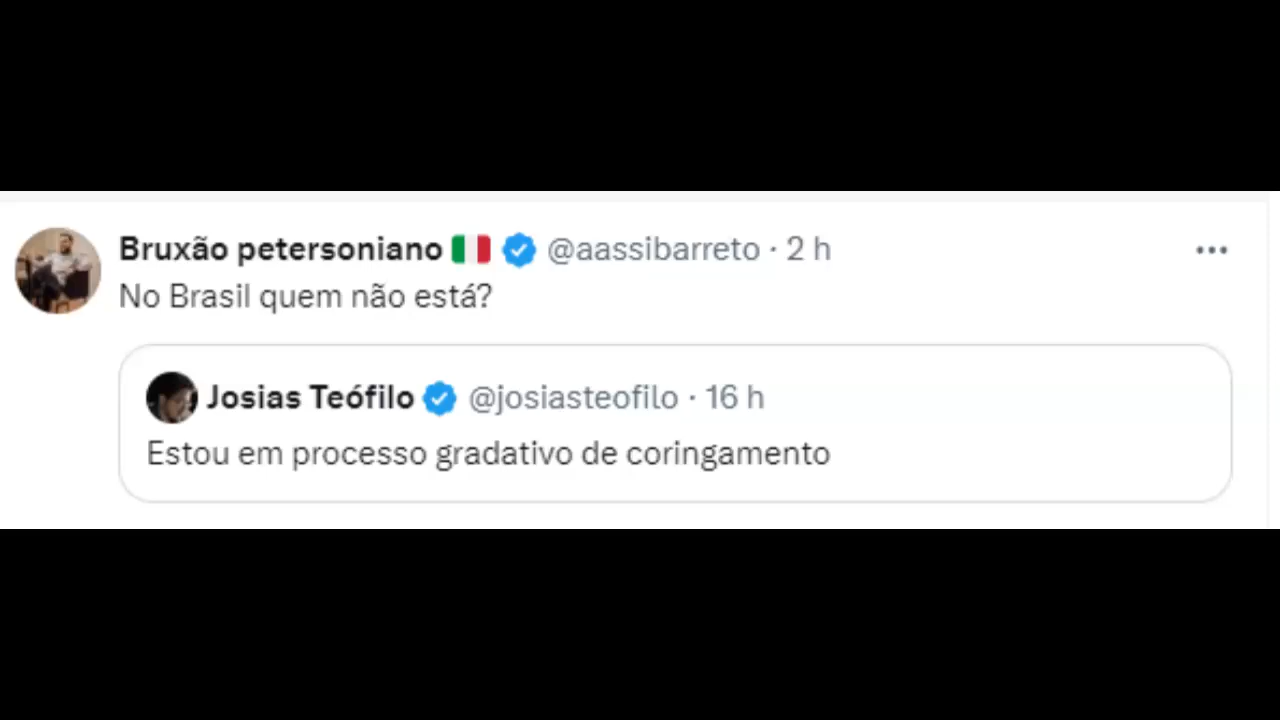 Bruxão petersoniano 🇮🇹 @aassibarreto · 2 h
No Brasil quem não está?
Josias Teófilo @josiasteofilo · 16 h
Estou em processo gradativo de coringamento